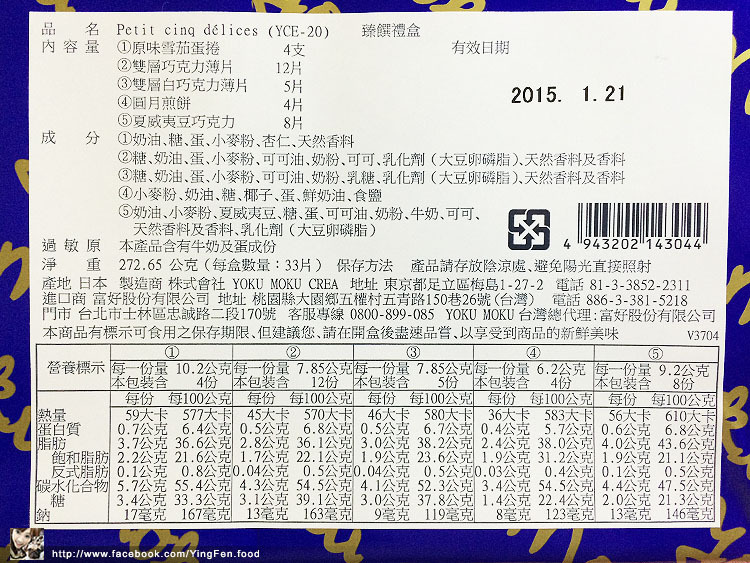 品 名 Petit cinq délices (YCE-20) 臻饌禮盒
內容量 ①原味雪茄蛋捲 4支 有效日期
②雙層巧克力薄片 12片
③雙層白巧克力薄片 5片 2015. 1.21
④圓月煎餅 4片
⑤夏威夷豆巧克力 8片
成 分 ①奶油、糖、蛋、小麥粉、杏仁、天然香料
②糖、奶油、蛋、小麥粉、可可油、奶粉、可可、乳化劑（大豆卵磷脂）、天然香料及香料
③糖、奶油、蛋、小麥粉、可可油、奶粉、乳糖、乳化劑（大豆卵磷脂）、天然香料及香料
④小麥粉、奶油、糖、椰子、蛋、鮮奶油、食鹽
⑤奶油、小麥粉、夏威夷豆、糖、蛋、可可油、奶粉、牛奶、可可、
天然香料及香料、乳化劑（大豆卵磷脂）
過敏原 本產品含有牛奶及蛋成份 4 943202 143044
淨 重 272.65 公克（每盒數量:33片） 保存方法 產品請存放陰涼處、避免陽光直接照射
產地 日本 製造商 株式會社 YOKU MOKU CREA 地址 東京都足立區梅島1-27-2 電話 81-3-3852-2311
進口商 富好股份有限公司 地址 桃園縣大園鄉五權村五青路150巷26號(台灣) 電話 886-3-381-5218
門市 台北市士林區忠誠路二段170號 客服專線 0800-899-085 YOKU MOKU台灣總代理:富好股份有限公司
本商品有標示可食用之保存期限、但建議您、請在開盒後盡速品嘗、以享受到商品的新鮮美味 V3704
① ② ③ ④ ⑤
營養標示 每一份量 10.2公克 每一份量 7.85公克 每一份量 7.85公克 每一份量 6.2公克 每一份量 9.2公克
本包裝含 4份 本包裝含 12份 本包裝含 5份 本包裝含 4份 本包裝含 8份
每份 每100公克 每份 每100公克 每份 每100公克 每份 每100公克 每份 每100公克
熱量 59大卡 577大卡 45大卡 570大卡 46大卡 580大卡 36大卡 583大卡 56大卡 610大卡
蛋白質 0.7公克 6.4公克 0.5公克 6.8公克 0.5公克 6.8公克 0.4公克 5.7公克 0.6公克 6.8公克
脂肪 3.7公克 36.6公克 2.8公克 36.1公克 3.0公克 38.2公克 2.4公克 38.0公克 4.0公克 43.6公克
飽和脂肪 2.2公克 21.6公克 1.7公克 22.1公克 1.9公克 23.6公克 1.9公克 31.2公克 1.9公克 21.1公克
反式脂肪 0.1公克 0.8公克 0.04公克 0.5公克 0.04公克 0.5公克 0.03公克 0.4公克 0.1公克 0.6公克
碳水化合物 5.7公克 55.4公克 4.3公克 54.5公克 4.1公克 52.3公克 3.4公克 54.5公克 4.4公克 47.5公克
糖 3.4公克 33.3公克 3.1公克 39.1公克 3.0公克 37.8公克 1.4公克 22.4公克 2.0公克 21.3公克
鈉 17毫克 167毫克 13毫克 163毫克 9毫克 119毫克 8毫克 123毫克 13毫克 146毫克
http://www.facebook.com/YingFen.food